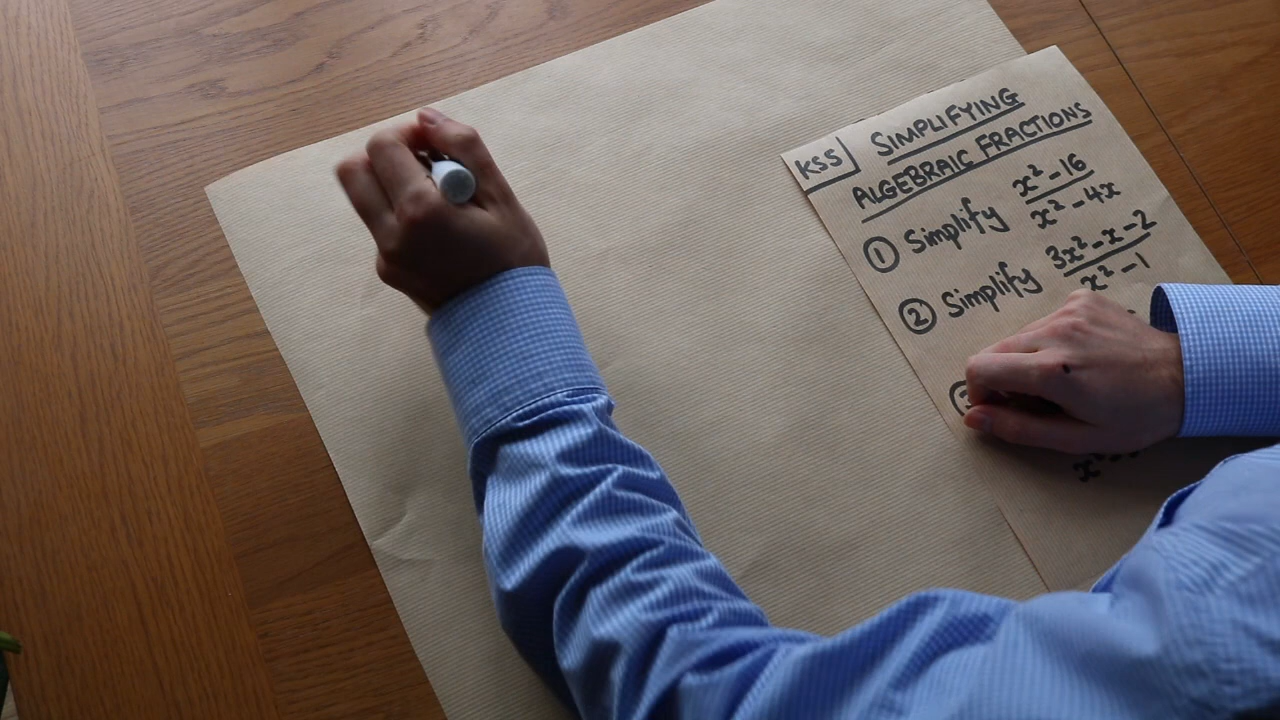 KS5 SIMPLIFYING
ALGEBRAIC FRACTIONS
① Simplify x² - 16 / x² - 4x
② Simplify 3x² - x - 2 / x² - 1